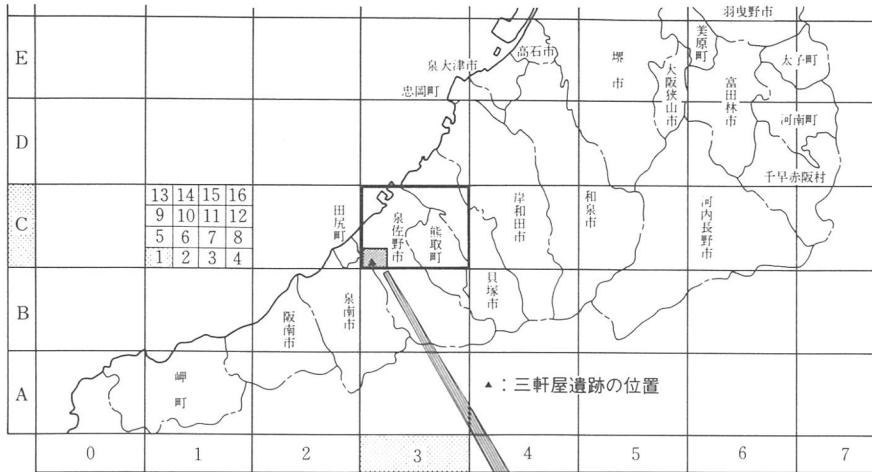 羽曳野市
E
泉大津市
高石市
堺市
美原町
太子町
忠岡町
大阪狭山市
富田林市
河南町
D
千早赤阪村
13 14 15 16
9 10 11 12
5 6 7 8
1 2 3 4
C
田尻町
泉佐野市
熊取町
岸和田市
和泉市
河内長野市
貝塚市
B
阪南市
泉南市
岬町
A
▲：三軒屋遺跡の位置
0 1 2 3 4 5 6 7